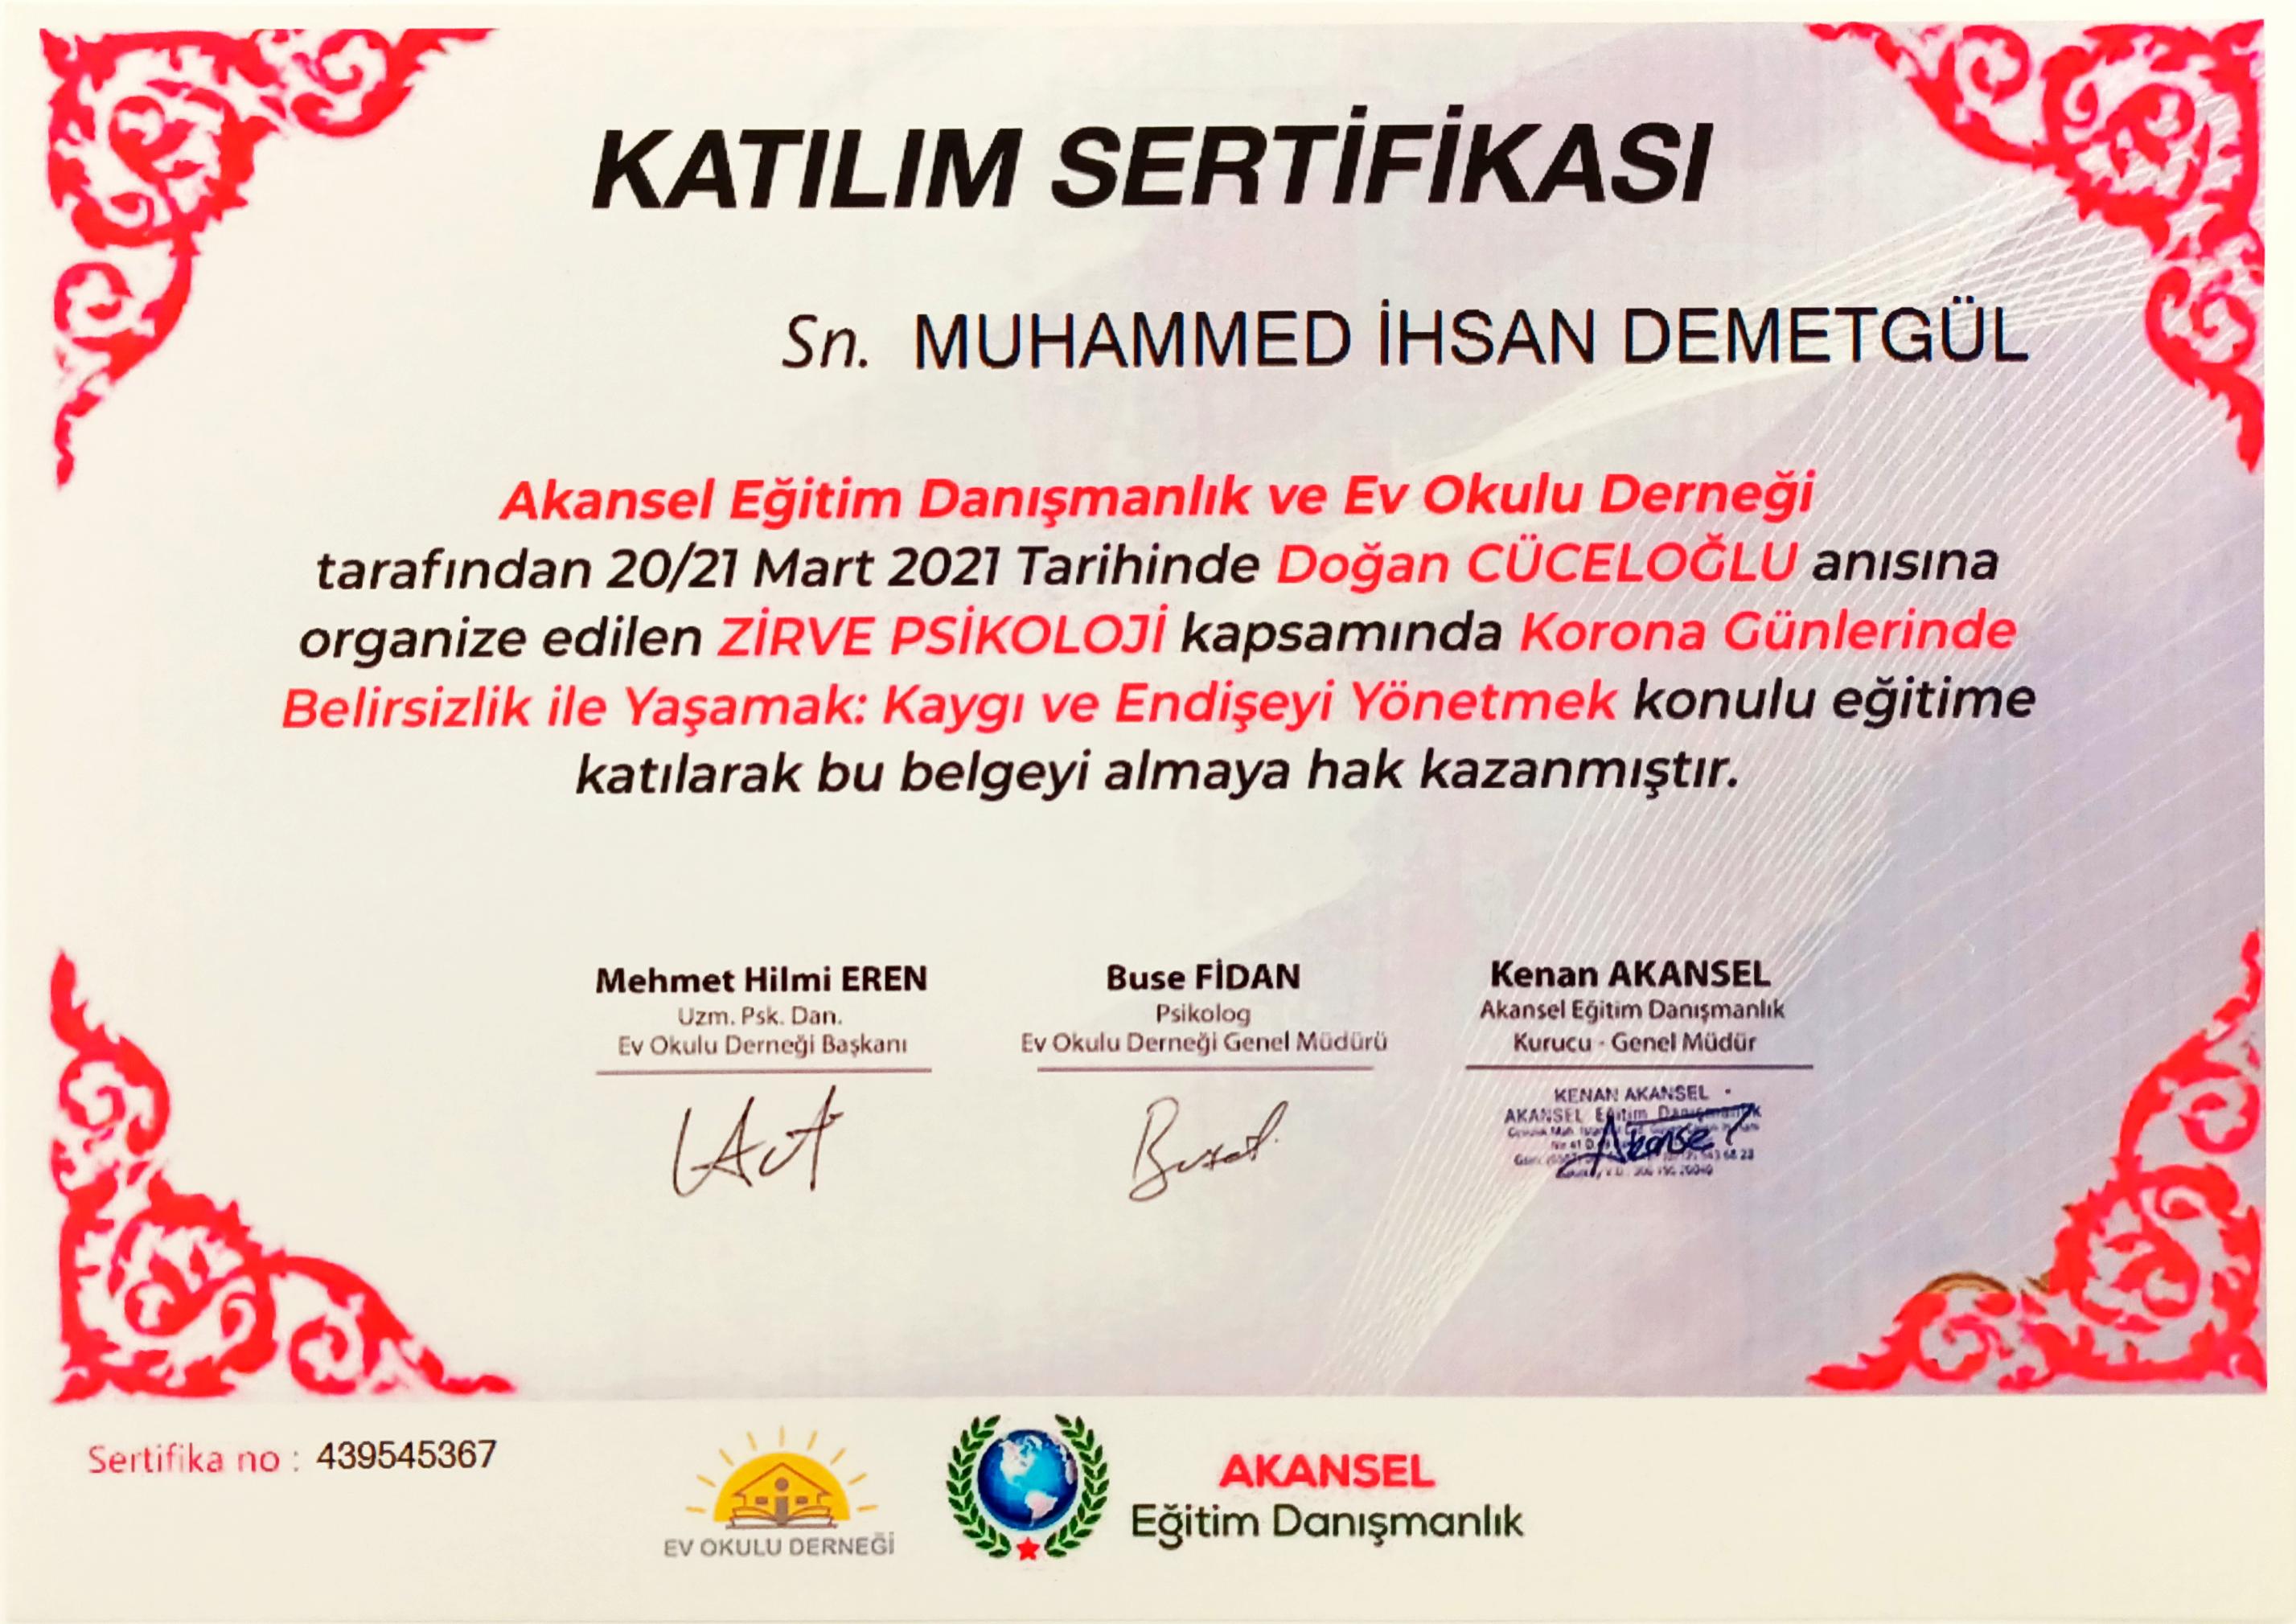 KATILIM SERTİFİKASI
Sn. MUHAMMED İHSAN DEMETGÜL
Akansel Eğitim Danışmanlık ve Ev Okulu Derneği
tarafından 20/21 Mart 2021 Tarihinde Doğan CÜCELOĞLU anısına
organize edilen ZİRVE PSİKOLOJİ kapsamında Korona Günlerinde
Belirsizlik ile Yaşamak: Kaygı ve Endişeyi Yönetmek konulu eğitime
katılarak bu belgeyi almaya hak kazanmıştır.
Mehmet Hilmi EREN
Uzm. Psk. Dan.
Ev Okulu Derneği Başkanı
Buse FİDAN
Psikolog
Ev Okulu Derneği Genel Müdürü
Kenan AKANSEL
Akansel Eğitim Danışmanlık
Kurucu - Genel Müdür
KENAN AKANSEL
AKANSEL Eğitim Danışmanlık
Sertifika no : 439545367
EV OKULU DERNEĞİ
AKANSEL
Eğitim Danışmanlık